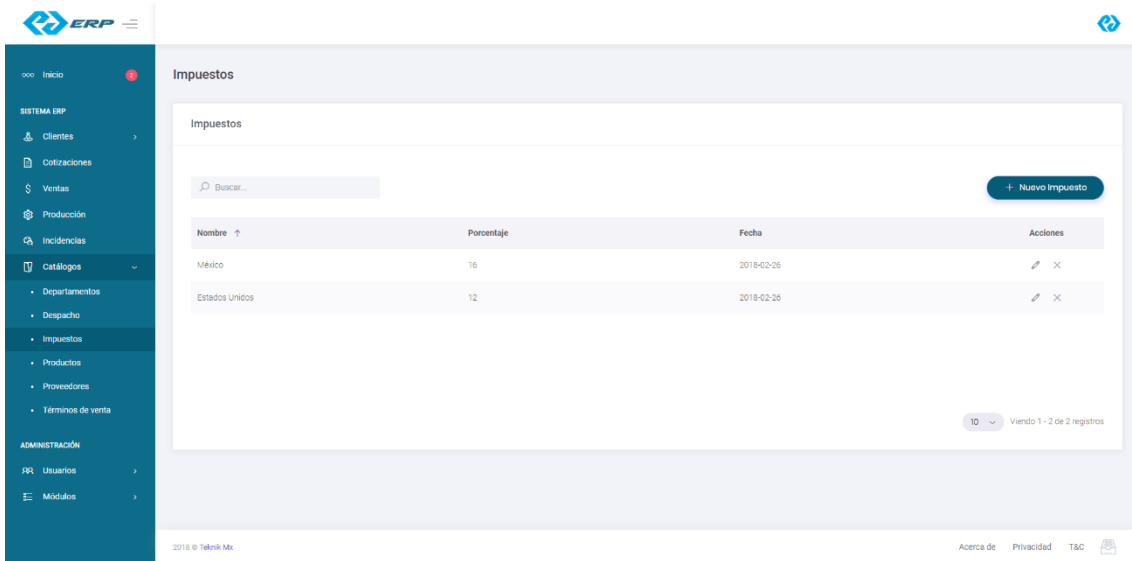 ERP
Inicio 2
Impuestos
SISTEMA ERP
Impuestos
Clientes
Cotizaciones
Ventas
Buscar...
+ Nuevo Impuesto
Producción
Incidencias
Nombre ↑ Porcentaje Fecha Acciones
Catálogos
México 16 2018-02-26
Departamentos
Estados Unidos 12 2018-02-26
Despacho
Impuestos
Productos
Proveedores
Términos de venta
10 Viendo 1 - 2 de 2 registros
ADMINISTRACIÓN
Usuarios
Módulos
2018 © Teknik Mx
Acerca de Privacidad T&C